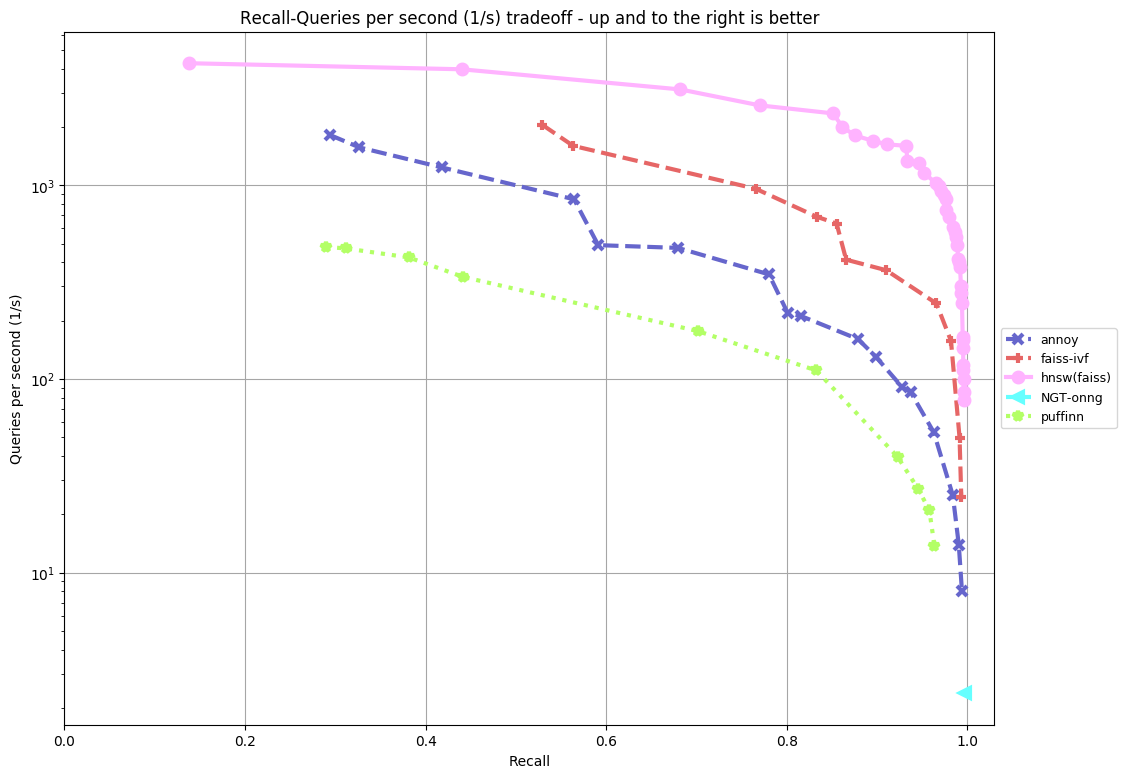 Recall-Queries per second (1/s) tradeoff - up and to the right is better
Queries per second (1/s)
10³
10²
10¹
0.0 0.2 0.4 0.6 0.8 1.0
Recall
annoy
faiss-ivf
hnsw(faiss)
NGT-onng
puffinn